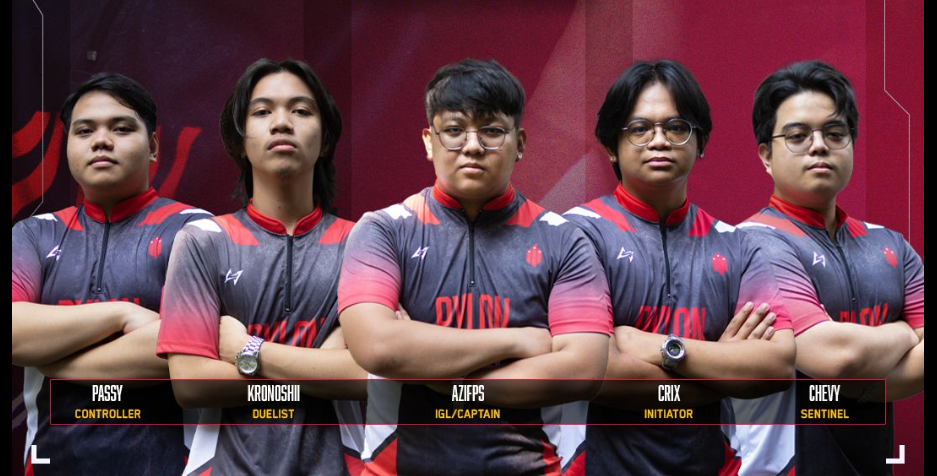 PASSY
CONTROLLER
KRONOSHII
DUELIST
AZIFPS
IGL/CAPTAIN
CRIX
INITIATOR
CHEVY
SENTINEL